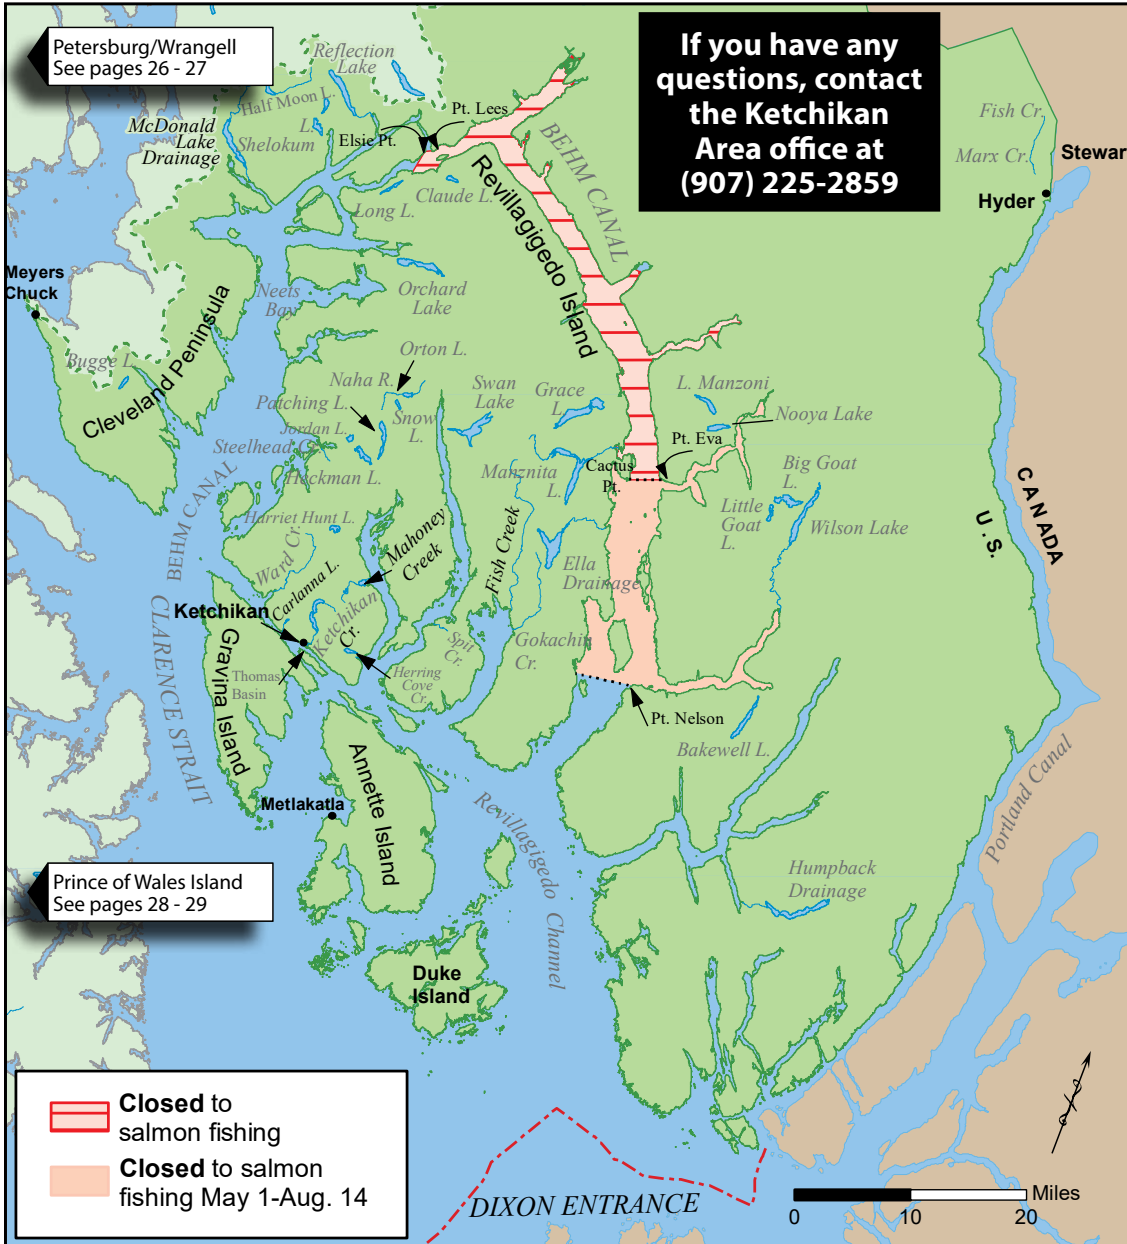 Petersburg/Wrangell
See pages 26 - 27
Reflection
Lake
If you have any
questions, contact
the Ketchikan
Area office at
(907) 225-2859
Half Moon L.
Pt. Lees
McDonald
Lake
Drainage
L.
Shelokum
Elsie Pt.
BEHM CANAL
Fish Cr.
Marx Cr.
Stewar
Hyder
Claude L.
Long L.
Revillagigedo Island
Meyers
Chuck
Neets
Bay
Orchard
Lake
Cleveland Peninsula
Bugge L.
Orton L.
Naha R.
Patching L.
Snow
L.
Swan
Lake
Grace
L.
L. Manzoni
Nooya Lake
Jordan L.
Steelhead Cr.
Heckman L.
Manznita
L.
Cactus
Pt.
Pt. Eva
Big Goat
L.
Little
Goat
L.
Wilson Lake
CANADA
U.S.
BEHM CANAL
Harriet Hunt L.
Ward Cr.
Mahoney
Creek
Fish Creek
Ella
Drainage
Carlanna L.
Ketchikan
Ketchikan
Cr.
CLARENCE STRAIT
Gravina Island
Thomas
Basin
Herring
Cove
Cr.
Spit
Cr.
Gokachin
Cr.
Pt. Nelson
Bakewell L.
Portland Canal
Annette Island
Metlakatla
Revillagigedo Channel
Prince of Wales Island
See pages 28 - 29
Humpback
Drainage
Duke
Island
Closed to
salmon fishing
Closed to salmon
fishing May 1-Aug. 14
DIXON ENTRANCE
Miles
0 10 20